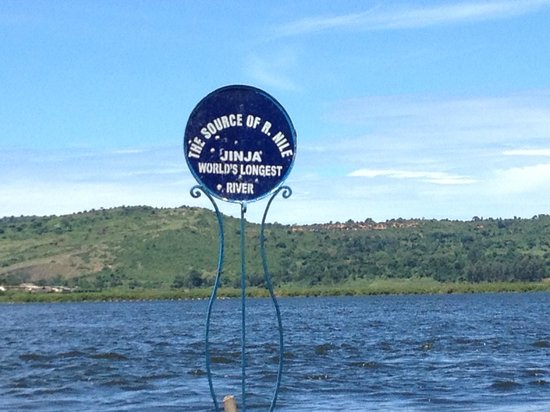 THE SOURCE OF R. NILE
'JINJA'
WORLD'S LONGEST
RIVER